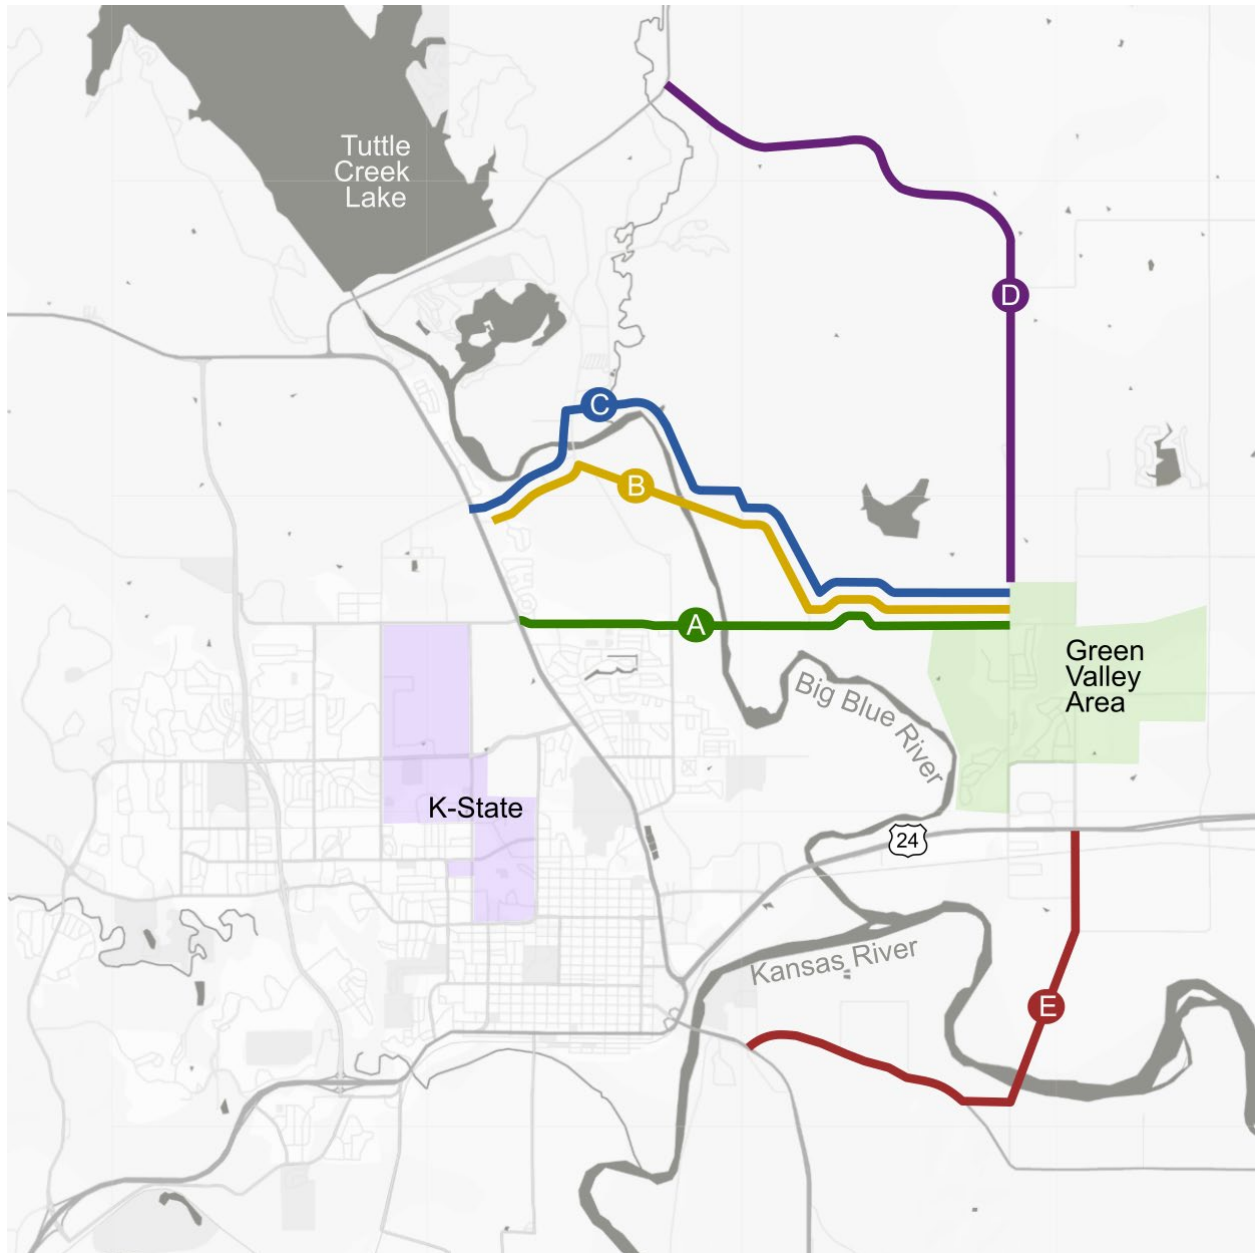 Tuttle
Creek
Lake
D
C
B
A
Green
Valley
Area
Big Blue River
K-State
24
Kansas River
E